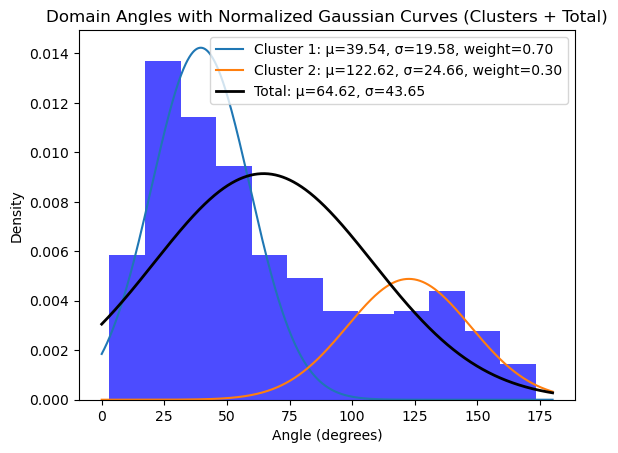 Domain Angles with Normalized Gaussian Curves (Clusters + Total)
Cluster 1: μ=39.54, σ=19.58, weight=0.70
Cluster 2: μ=122.62, σ=24.66, weight=0.30
Total: μ=64.62, σ=43.65
Density
0.014
0.012
0.010
0.008
0.006
0.004
0.002
0.000
0
25
50
75
100
125
150
175
Angle (degrees)